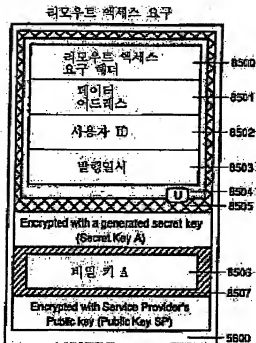 리모우트 액세스 요구
리모우트 액세스
요구 헤더
8500
데이터
어드레스
8501
사용자 ID
8502
발행일시
8503
U
8504
8505
Encrypted with a generated secret key
(Secret Key A)
비밀 키 A
8506
8507
Encrypted with Service Provider's
Public key (Public Key SP)
5600